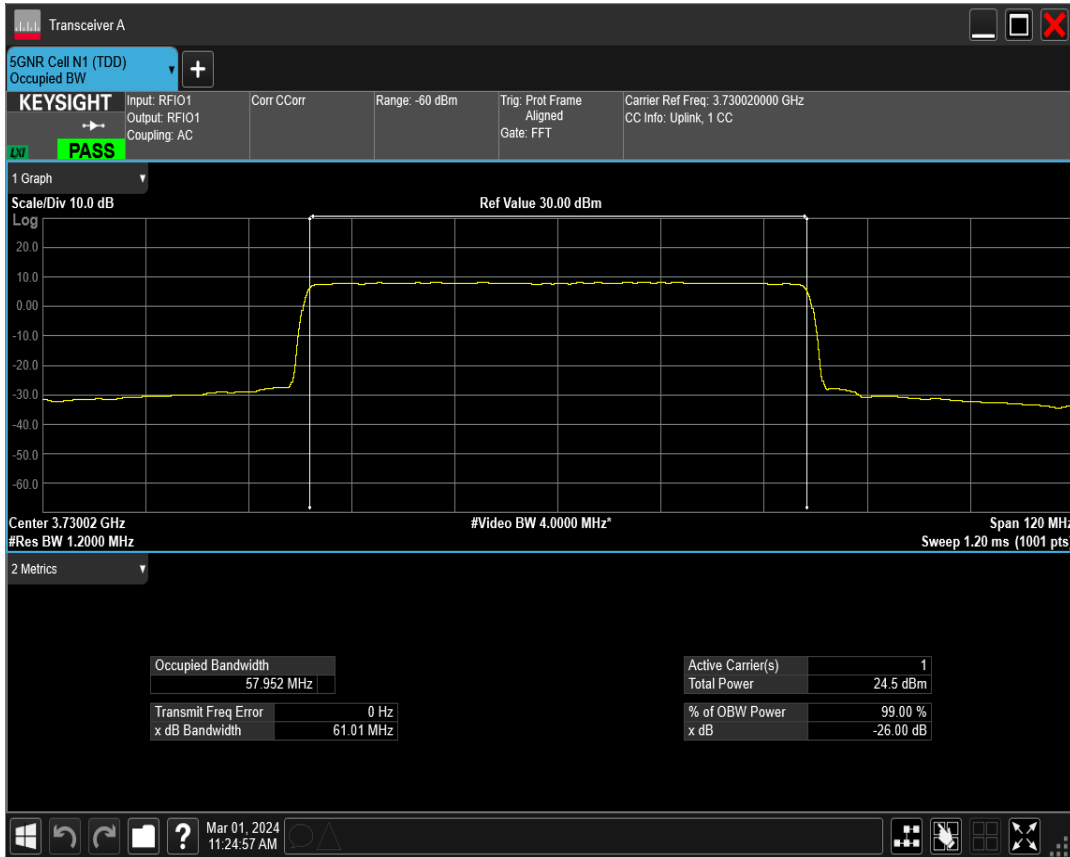 Transceiver A
5GNR Cell N1 (TDD)
Occupied BW
+
KEYSIGHT
Input: RFIO1
Output: RFIO1
Coupling: AC
Corr CCorr
Range: -60 dBm
Trig: Prot Frame
Aligned
Gate: FFT
Carrier Ref Freq: 3.730020000 GHz
CC Info: Uplink, 1 CC
LXI
PASS
1 Graph
Scale/Div 10.0 dB
Ref Value 30.00 dBm
Log
20.0
10.0
0.00
-10.0
-20.0
-30.0
-40.0
-50.0
-60.0
Center 3.73002 GHz
#Video BW 4.0000 MHz*
Span 120 MHz
#Res BW 1.2000 MHz
Sweep 1.20 ms (1001 pts)
2 Metrics
Occupied Bandwidth
57.952 MHz
Transmit Freq Error 0 Hz
x dB Bandwidth 61.01 MHz
Active Carrier(s) 1
Total Power 24.5 dBm
% of OBW Power 99.00 %
x dB -26.00 dB
?
Mar 01, 2024
11:24:57 AM